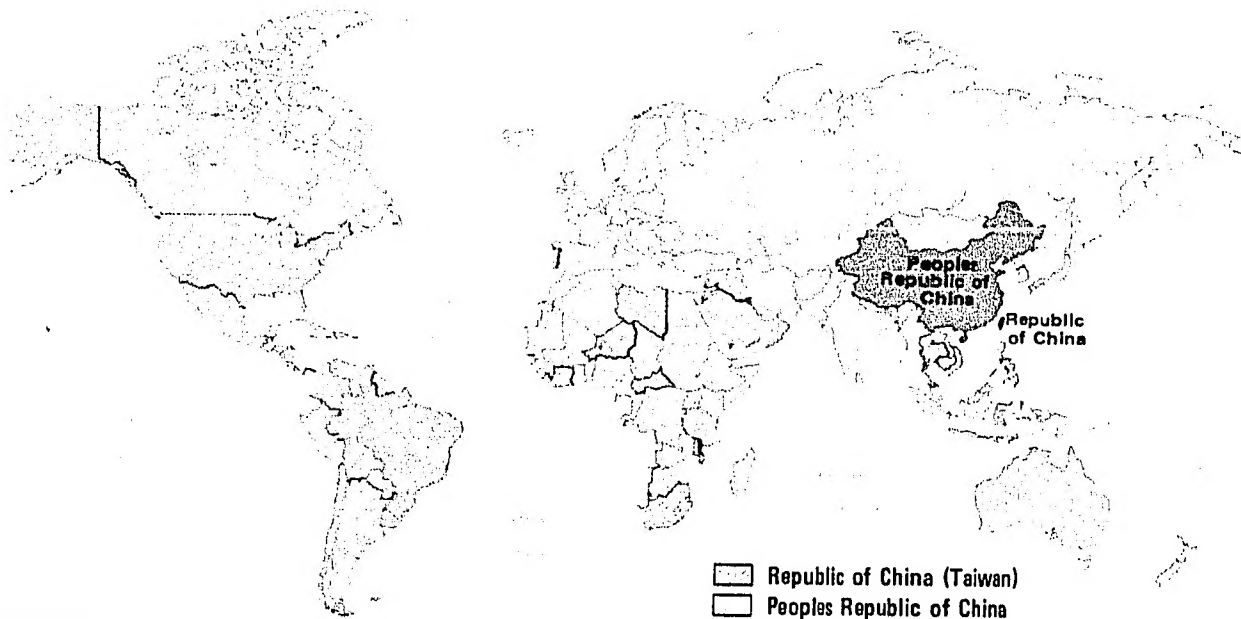 Peoples
Republic of
China
Republic
of China
Republic of China (Taiwan)
Peoples Republic of China